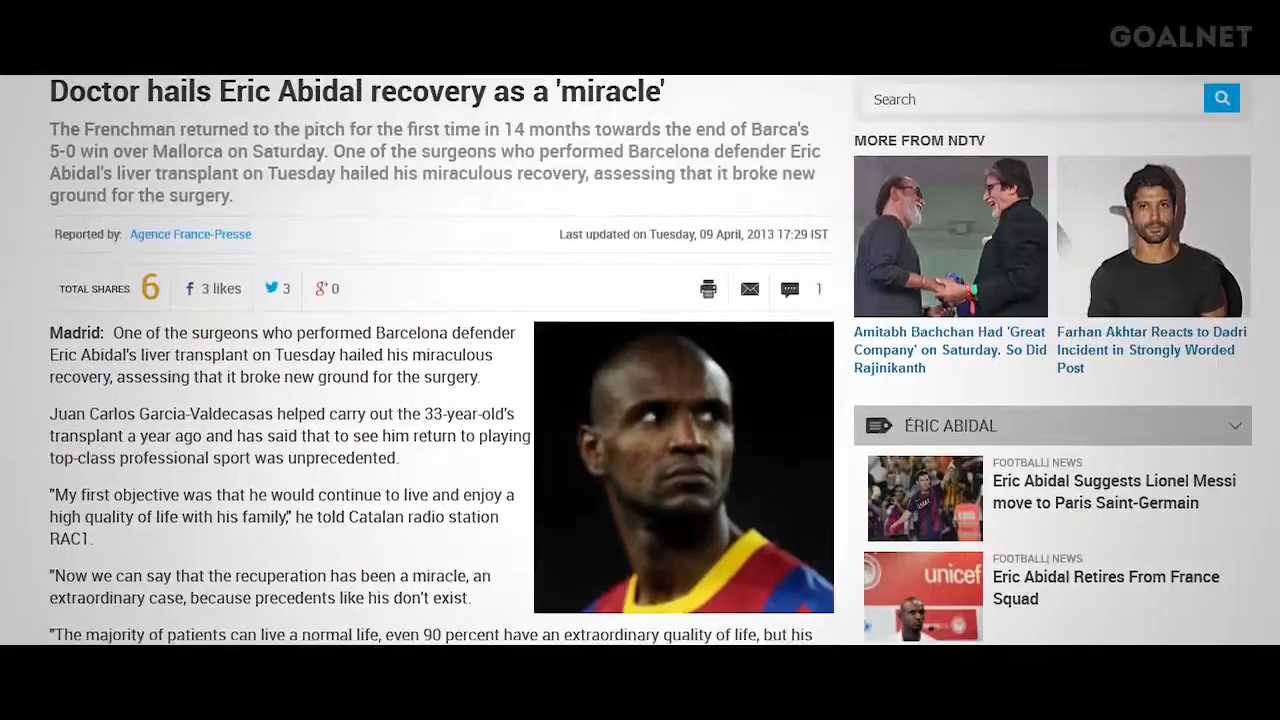 GOALNET
Doctor hails Eric Abidal recovery as a 'miracle'
The Frenchman returned to the pitch for the first time in 14 months towards the end of Barca's
5-0 win over Mallorca on Saturday. One of the surgeons who performed Barcelona defender Eric
Abidal's liver transplant on Tuesday hailed his miraculous recovery, assessing that it broke new
ground for the surgery.
Reported by: Agence France-Presse
Last updated on Tuesday, 09 April, 2013 17:29 IST
TOTAL SHARES 6
f 3 likes
3
g+ 0
1
Madrid: One of the surgeons who performed Barcelona defender
Eric Abidal's liver transplant on Tuesday hailed his miraculous
recovery, assessing that it broke new ground for the surgery.
Juan Carlos Garcia-Valdecasas helped carry out the 33-year-old's
transplant a year ago and has said that to see him return to playing
top-class professional sport was unprecedented.
"My first objective was that he would continue to live and enjoy a
high quality of life with his family," he told Catalan radio station
RAC1.
"Now we can say that the recuperation has been a miracle, an
extraordinary case, because precedents like his don't exist.
"The majority of patients can live a normal life, even 90 percent have an extraordinary quality of life, but his
Search
MORE FROM NDTV
Amitabh Bachchan Had 'Great
Company' on Saturday. So Did
Rajinikanth
Farhan Akhtar Reacts to Dadri
Incident in Strongly Worded
Post
ÉRIC ABIDAL
FOOTBALL| NEWS
Eric Abidal Suggests Lionel Messi
move to Paris Saint-Germain
unicef
FOOTBALL| NEWS
Eric Abidal Retires From France
Squad